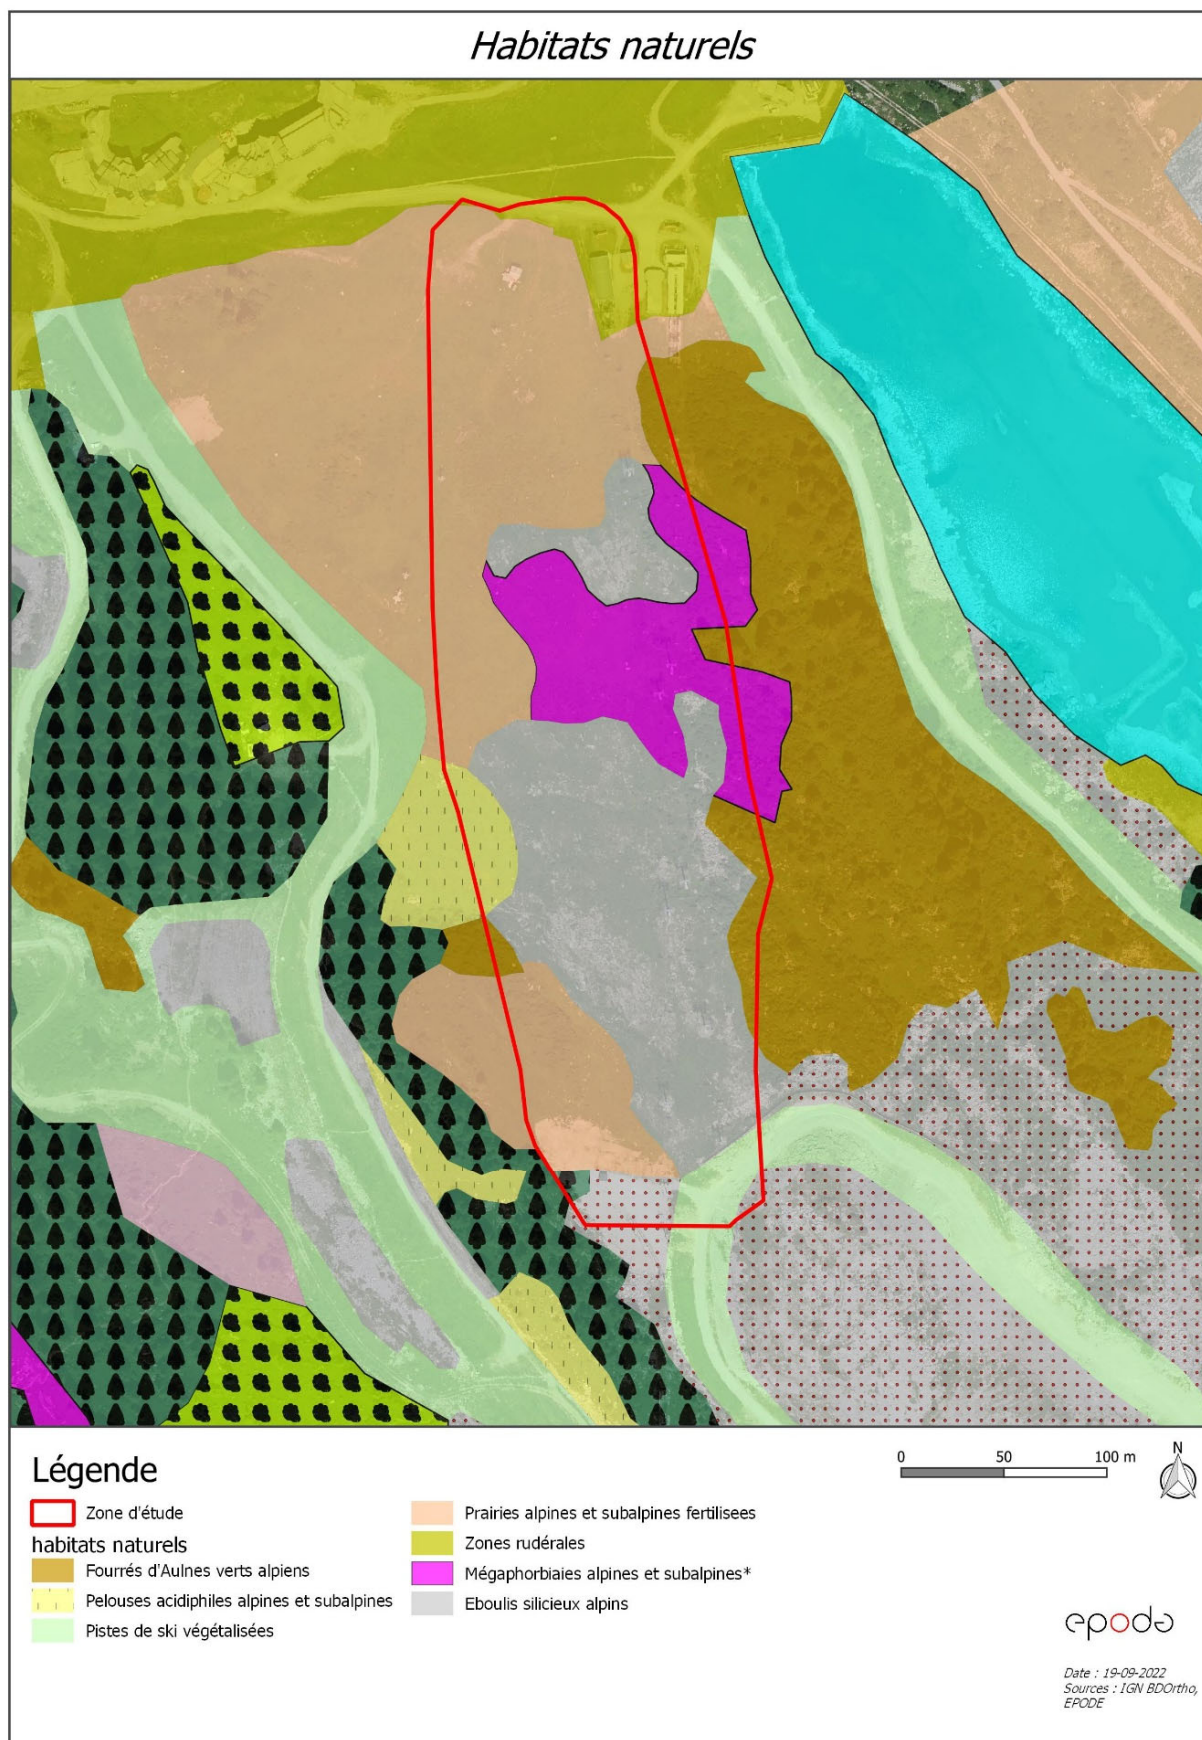 Habitats naturels
Légende
0 50 100 m
N
Zone d'étude
habitats naturels
Fourrés d'Aulnes verts alpiens
Pelouses acidiphiles alpines et subalpines
Pistes de ski végétalisées
Prairies alpines et subalpines fertilisees
Zones rudérales
Mégaphorbiaies alpines et subalpines*
Eboulis silicieux alpins
epode
Date : 19-09-2022
Sources : IGN BDOrtho,
EPODE